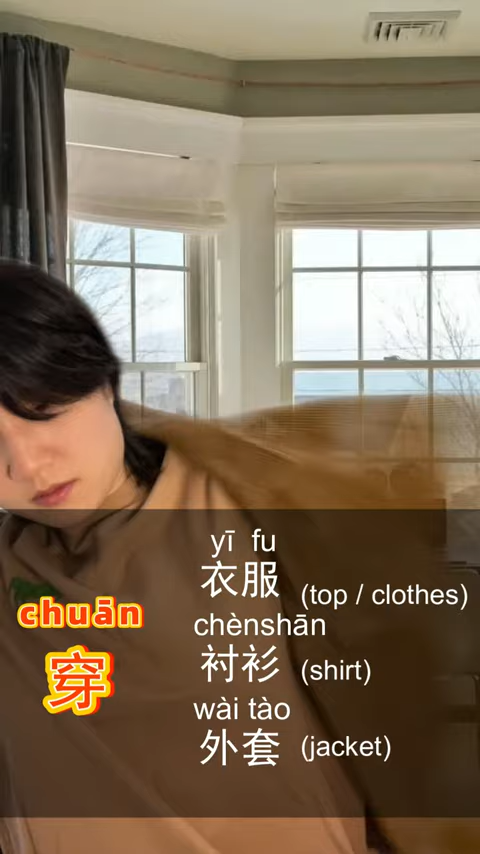 chuān
穿
yī fu
衣服 (top / clothes)
chènshān
衬衫 (shirt)
wài tào
外套 (jacket)